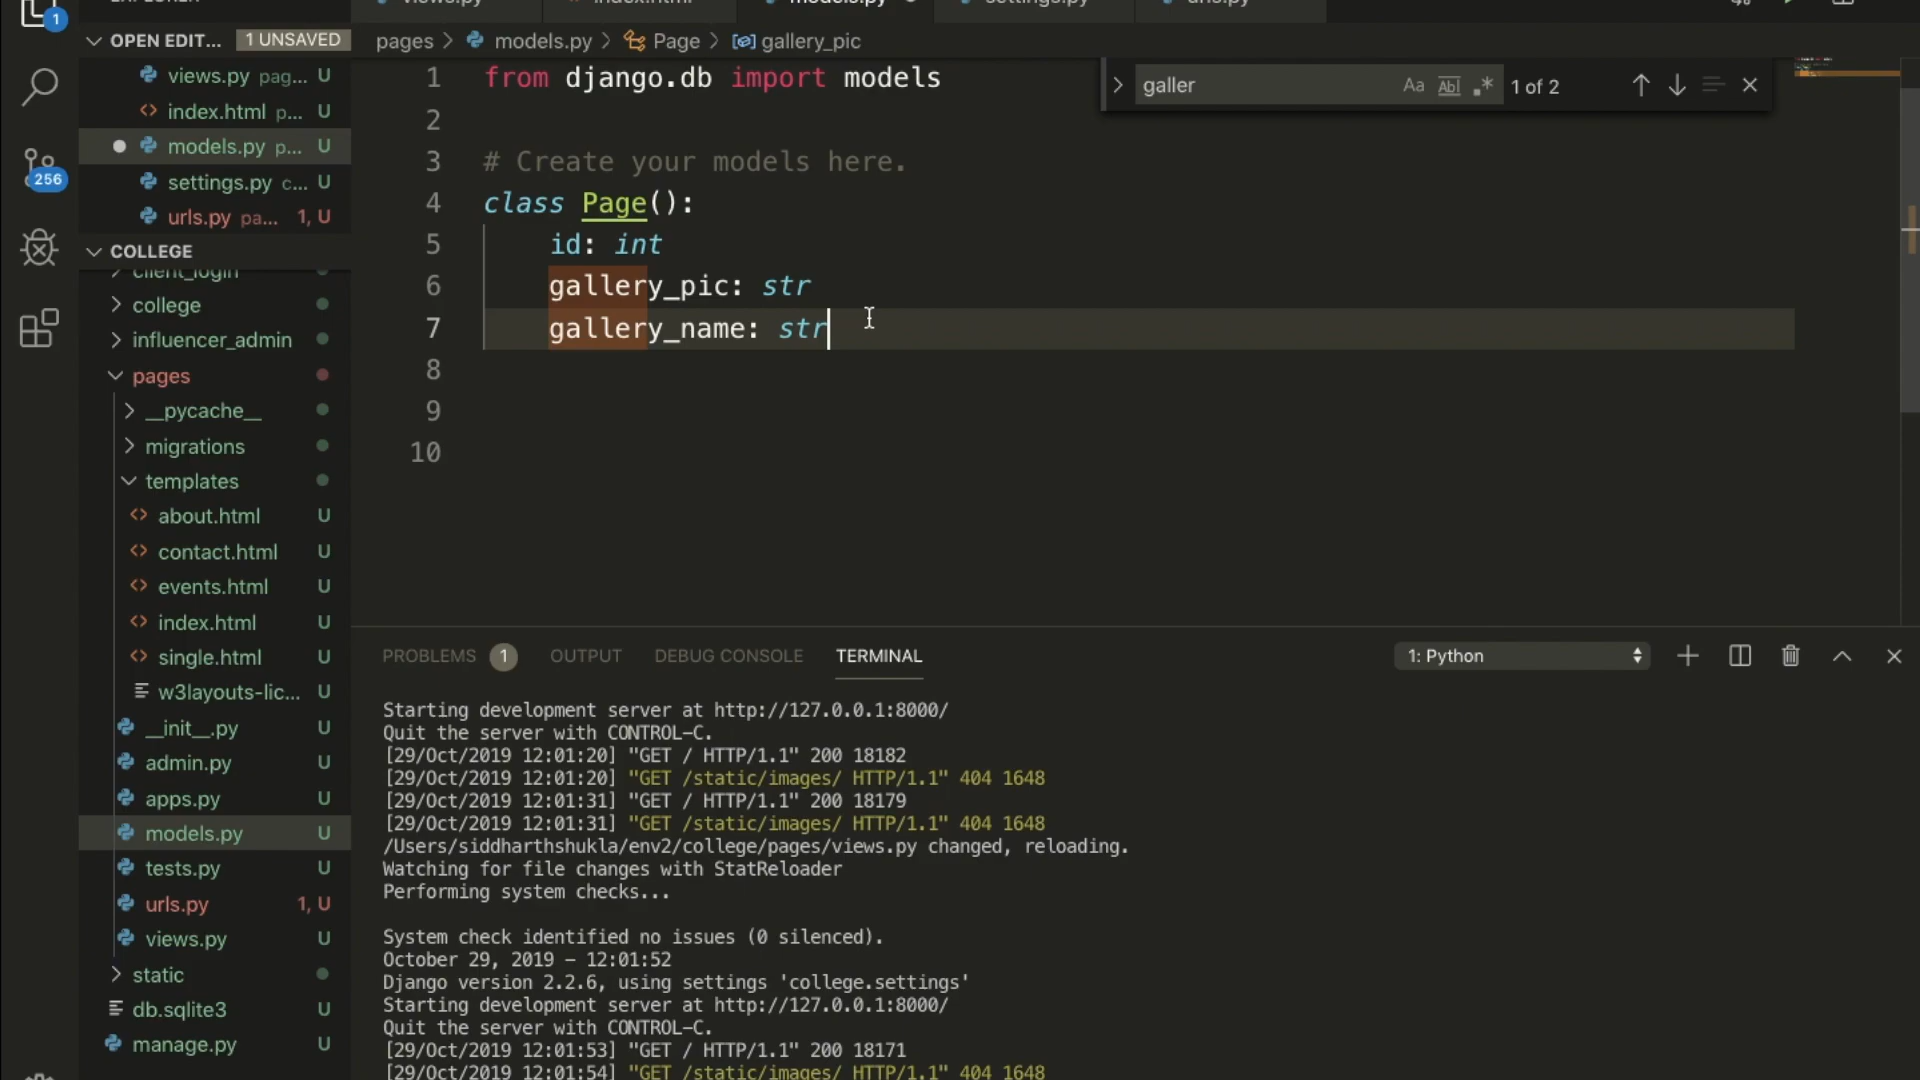 1
views.py
index.html
models.py
settings.py
urls.py
OPEN EDIT... 1 UNSAVED
views.py pag... U
index.html p... U
models.py p... U
settings.py c... U
urls.py pa... 1, U
256
COLLEGE
client_login
college
influencer_admin
pages
__pycache__
migrations
templates
about.html U
contact.html U
events.html U
index.html U
single.html U
w3layouts-lic... U
__init__.py U
admin.py U
apps.py U
models.py U
tests.py U
urls.py 1, U
views.py U
static
db.sqlite3 U
manage.py U
pages > models.py > Page > gallery_pic
galler Aa Abl .* 1 of 2
1 from django.db import models
2
3 # Create your models here.
4 class Page():
5 id: int
6 gallery_pic: str
7 gallery_name: str
8
9
10
PROBLEMS 1 OUTPUT DEBUG CONSOLE TERMINAL 1: Python
Starting development server at http://127.0.0.1:8000/
Quit the server with CONTROL-C.
[29/Oct/2019 12:01:20] "GET / HTTP/1.1" 200 18182
[29/Oct/2019 12:01:20] "GET /static/images/ HTTP/1.1" 404 1648
[29/Oct/2019 12:01:31] "GET / HTTP/1.1" 200 18179
[29/Oct/2019 12:01:31] "GET /static/images/ HTTP/1.1" 404 1648
/Users/siddharthshukla/env2/college/pages/views.py changed, reloading.
Watching for file changes with StatReloader
Performing system checks...
System check identified no issues (0 silenced).
October 29, 2019 - 12:01:52
Django version 2.2.6, using settings 'college.settings'
Starting development server at http://127.0.0.1:8000/
Quit the server with CONTROL-C.
[29/Oct/2019 12:01:53] "GET / HTTP/1.1" 200 18171
[29/Oct/2019 12:01:54] "GET /static/images/ HTTP/1.1" 404 1648